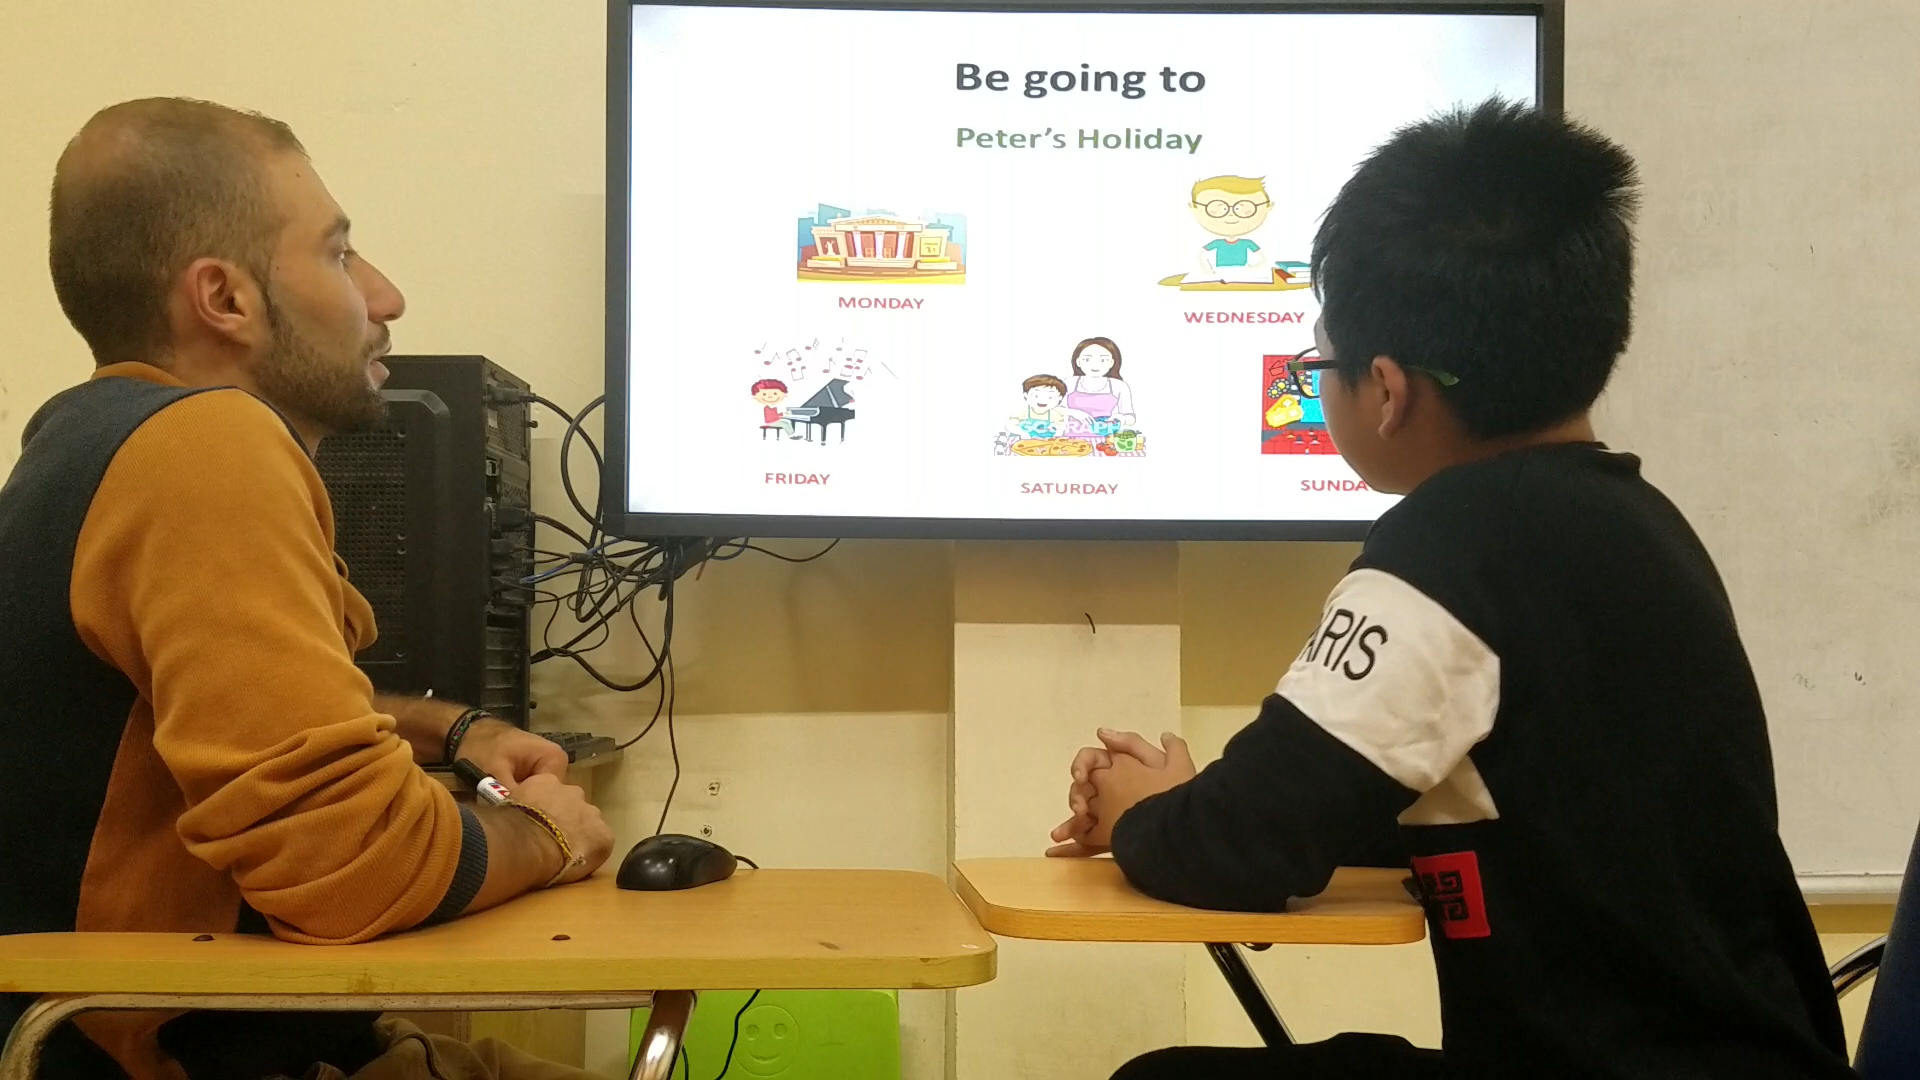 Be going to
Peter's Holiday
MONDAY
WEDNESDAY
FRIDAY
SATURDAY
SUNDA
ARIS